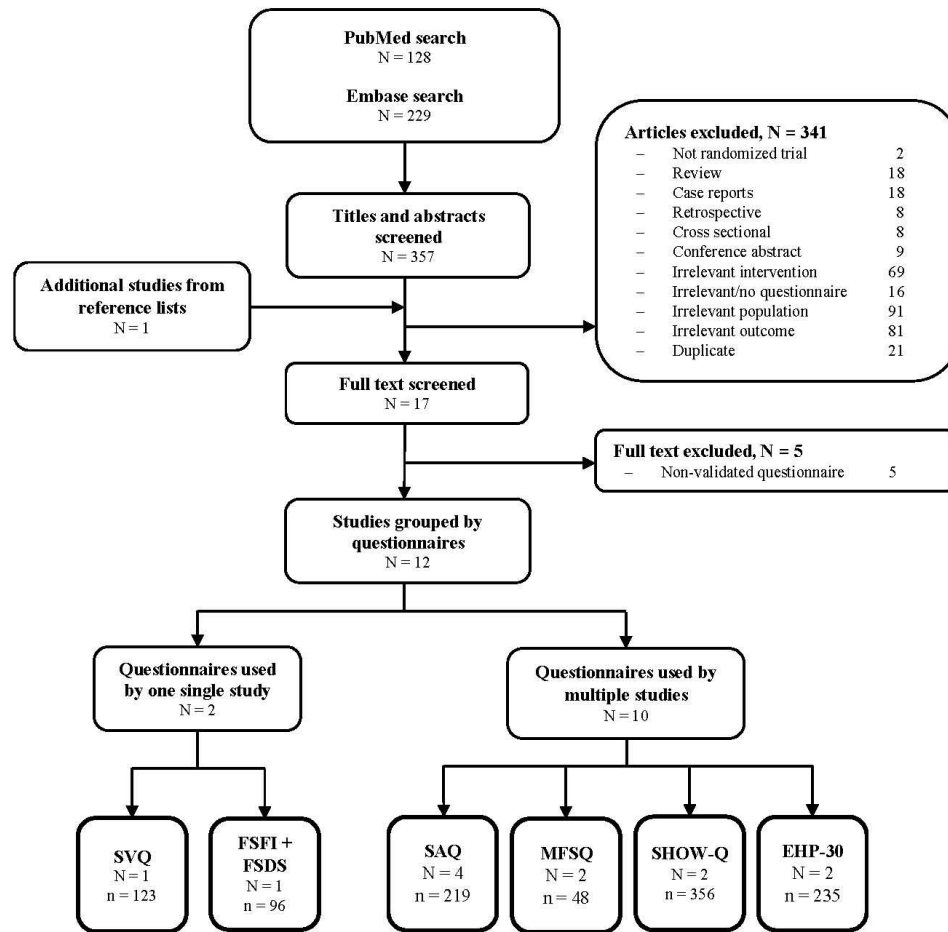 PubMed search
N = 128
Embase search
N = 229
Articles excluded, N = 341
– Not randomized trial 2
– Review 18
– Case reports 18
– Retrospective 8
– Cross sectional 8
– Conference abstract 9
– Irrelevant intervention 69
– Irrelevant/no questionnaire 16
– Irrelevant population 91
– Irrelevant outcome 81
– Duplicate 21
Titles and abstracts
screened
N = 357
Additional studies from
reference lists
N = 1
Full text screened
N = 17
Full text excluded, N = 5
– Non-validated questionnaire 5
Studies grouped by
questionnaires
N = 12
Questionnaires used
by one single study
N = 2
Questionnaires used by
multiple studies
N = 10
SVQ
N = 1
n = 123
FSFI +
FSDS
N = 1
n = 96
SAQ
N = 4
n = 219
MFSQ
N = 2
n = 48
SHOW-Q
N = 2
n = 356
EHP-30
N = 2
n = 235